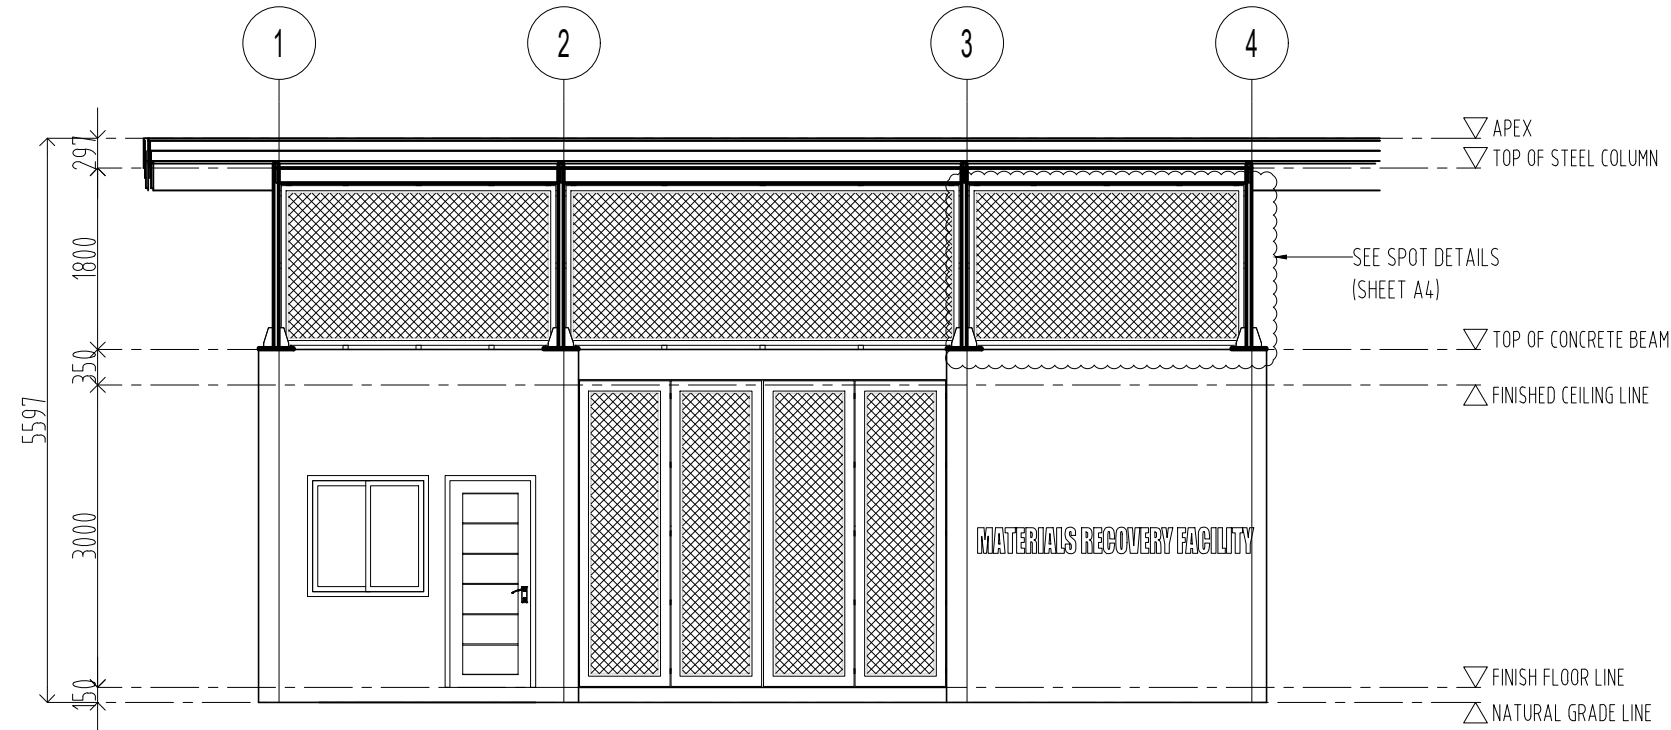 1
2
3
4
APEX
297
TOP OF STEEL COLUMN
1800
SEE SPOT DETAILS
(SHEET A4)
TOP OF CONCRETE BEAM
350
FINISHED CEILING LINE
5597
3000
MATERIALS RECOVERY FACILITY
FINISH FLOOR LINE
150
NATURAL GRADE LINE